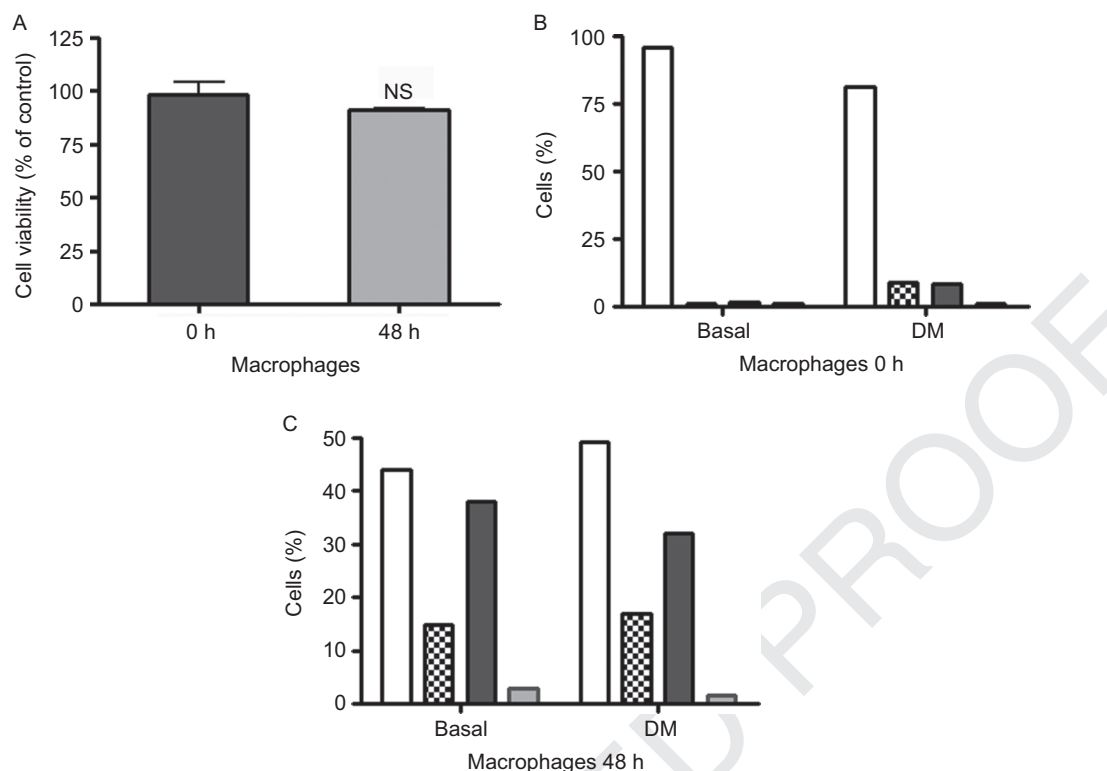 A
Cell viability (% of control)
125
100
75
50
25
0
NS
0 h 48 h
Macrophages
B
Cells (%)
100
75
50
25
0
Basal DM
Macrophages 0 h
C
Cells (%)
50
40
30
20
10
0
Basal DM
Macrophages 48 h
PROOF